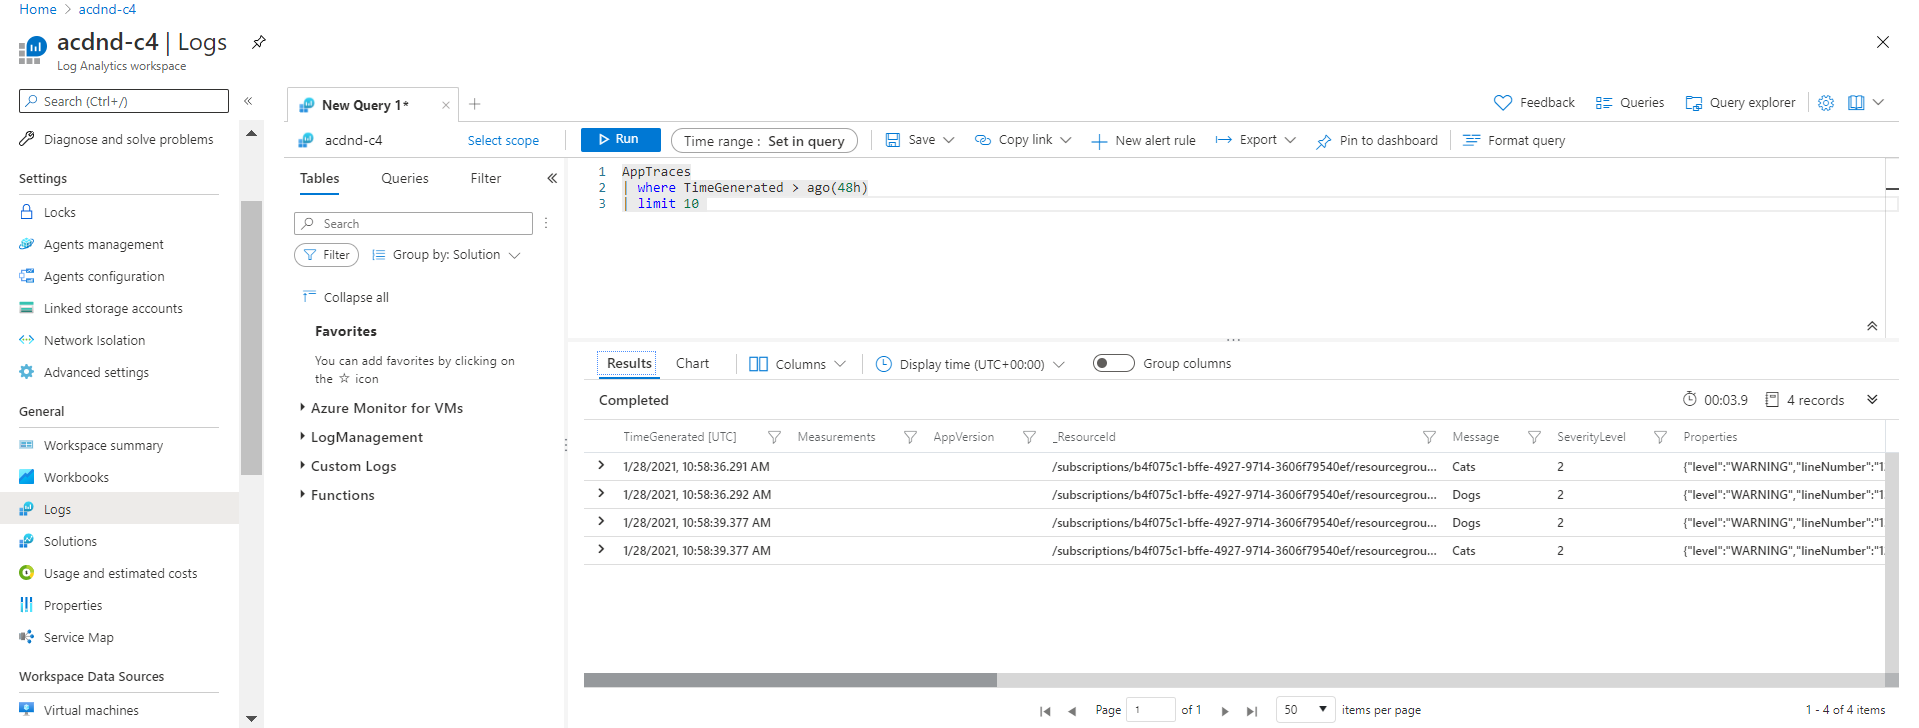 Home > acdnd-c4
acdnd-c4 | Logs
Log Analytics workspace
Search (Ctrl+/)
«
Diagnose and solve problems
Settings
Locks
Agents management
Agents configuration
Linked storage accounts
Network Isolation
Advanced settings
General
Workspace summary
Workbooks
Logs
Solutions
Usage and estimated costs
Properties
Service Map
Workspace Data Sources
Virtual machines
New Query 1*
Feedback
Queries
Query explorer
acdnd-c4
Select scope
Run
Time range : Set in query
Save
Copy link
New alert rule
Export
Pin to dashboard
Format query
Tables
Queries
Filter
«
Search
Filter
Group by: Solution
Collapse all
Favorites
You can add favorites by clicking on
the ☆ icon
Azure Monitor for VMs
LogManagement
Custom Logs
Functions
1 AppTraces
2 | where TimeGenerated > ago(48h)
3 | limit 10
Results
Chart
Columns
Display time (UTC+00:00)
Group columns
Completed
00:03.9
4 records
TimeGenerated [UTC] Measurements AppVersion _ResourceId Message SeverityLevel Properties
1/28/2021, 10:58:36.291 AM /subscriptions/b4f075c1-bffe-4927-9714-3606f79540ef/resourcegrou... Cats 2 {"level":"WARNING","lineNumber":"1.
1/28/2021, 10:58:36.292 AM /subscriptions/b4f075c1-bffe-4927-9714-3606f79540ef/resourcegrou... Dogs 2 {"level":"WARNING","lineNumber":"1.
1/28/2021, 10:58:39.377 AM /subscriptions/b4f075c1-bffe-4927-9714-3606f79540ef/resourcegrou... Dogs 2 {"level":"WARNING","lineNumber":"1.
1/28/2021, 10:58:39.377 AM /subscriptions/b4f075c1-bffe-4927-9714-3606f79540ef/resourcegrou... Cats 2 {"level":"WARNING","lineNumber":"1.
Page 1 of 1
50 items per page
1 - 4 of 4 items